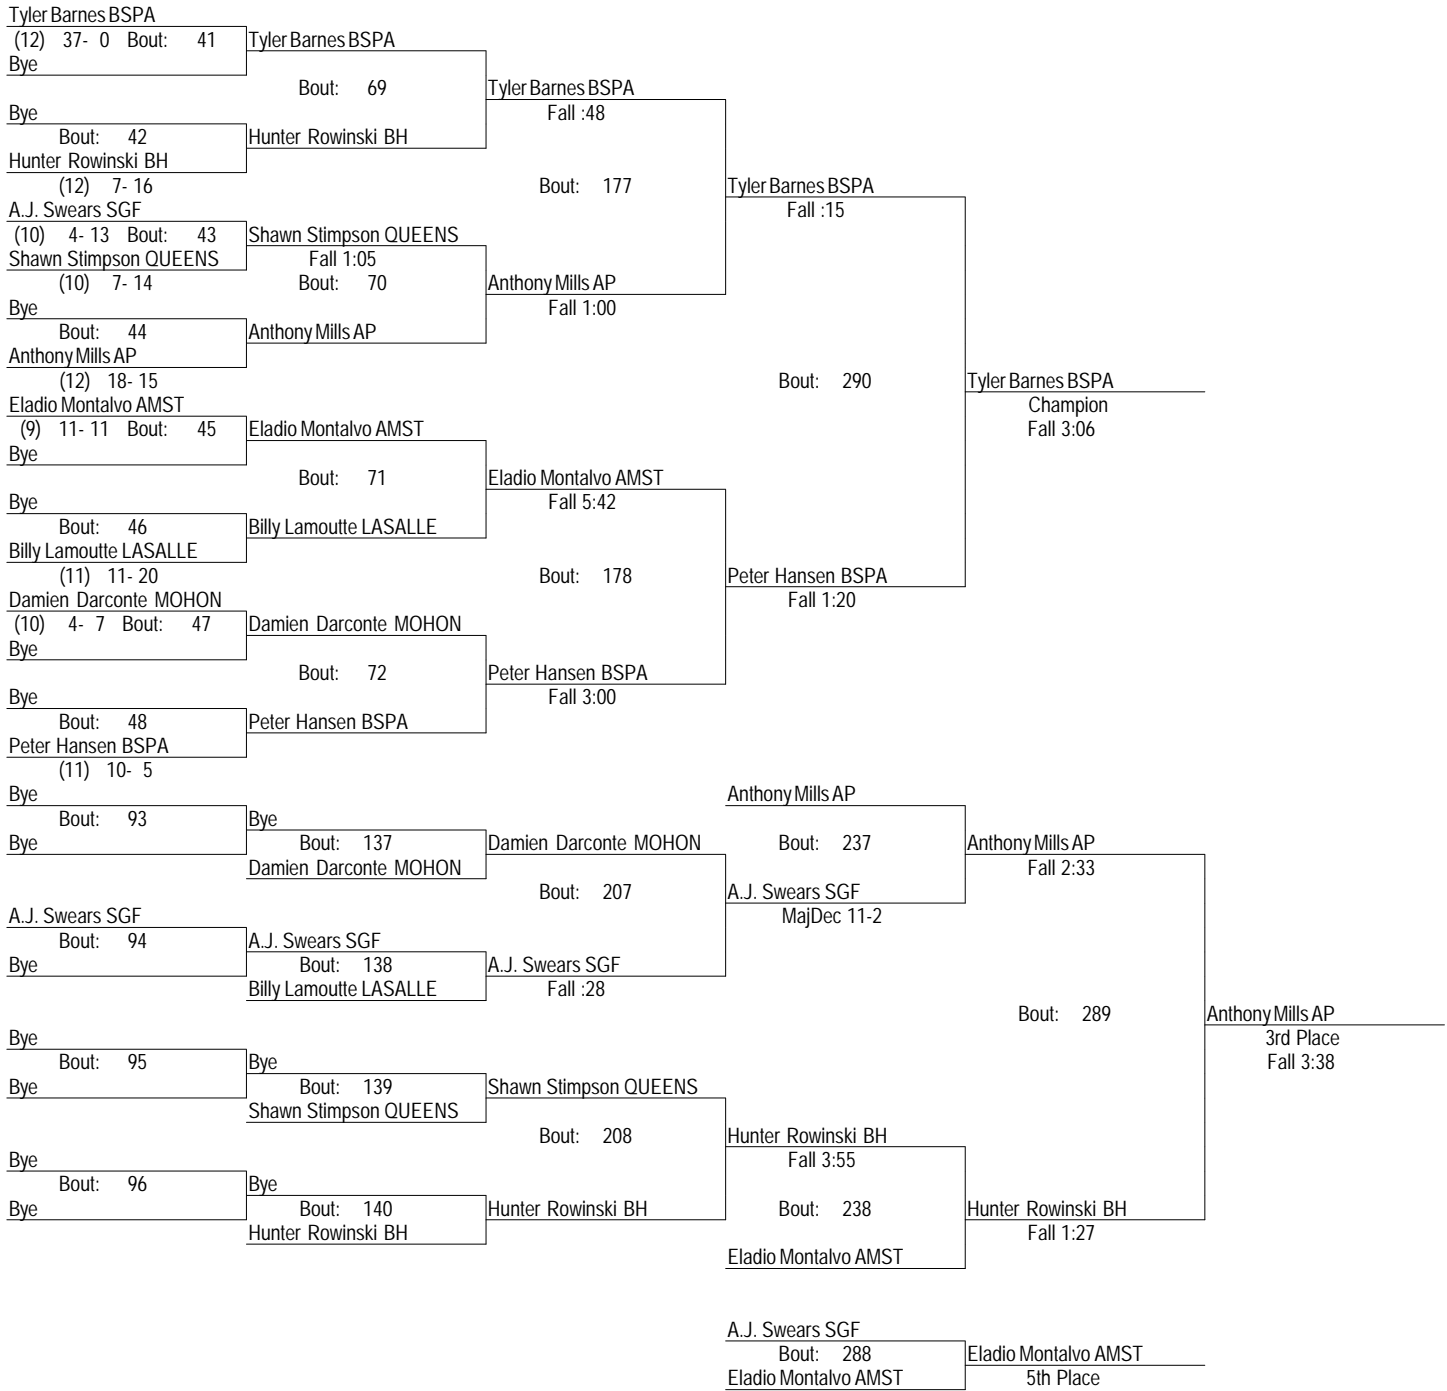 Tyler Barnes BSPA
(12) 37- 0 Bout: 41 Tyler Barnes BSPA
Bye
Bout: 69 Tyler Barnes BSPA
Bye Fall :48
Bout: 42 Hunter Rowinski BH
Hunter Rowinski BH
(12) 7- 16 Bout: 177 Tyler Barnes BSPA
A.J. Swears SGF Fall :15
(10) 4- 13 Bout: 43 Shawn Stimpson QUEENS
Shawn Stimpson QUEENS Fall 1:05
(10) 7- 14 Bout: 70 Anthony Mills AP
Bye Fall 1:00
Bout: 44 Anthony Mills AP
Anthony Mills AP
(12) 18- 15 Bout: 290 Tyler Barnes BSPA
Eladio Montalvo AMST Champion
(9) 11- 11 Bout: 45 Eladio Montalvo AMST Fall 3:06
Bye
Bout: 71 Eladio Montalvo AMST
Bye Fall 5:42
Bout: 46 Billy Lamoutte LASALLE
Billy Lamoutte LASALLE
(11) 11- 20 Bout: 178 Peter Hansen BSPA
Damien Darconte MOHON Fall 1:20
(10) 4- 7 Bout: 47 Damien Darconte MOHON
Bye
Bout: 72 Peter Hansen BSPA
Bye Fall 3:00
Bout: 48 Peter Hansen BSPA
Peter Hansen BSPA
(11) 10- 5
Bye Anthony Mills AP
Bout: 93 Bye
Bye Bout: 137 Damien Darconte MOHON Bout: 237 Anthony Mills AP
Damien Darconte MOHON Fall 2:33
Bout: 207 A.J. Swears SGF
A.J. Swears SGF MajDec 11-2
Bout: 94 A.J. Swears SGF
Bye Bout: 138 A.J. Swears SGF
Billy Lamoutte LASALLE Fall :28
Bout: 289 Anthony Mills AP
Bye 3rd Place
Bout: 95 Bye Fall 3:38
Bye Bout: 139 Shawn Stimpson QUEENS
Shawn Stimpson QUEENS
Bout: 208 Hunter Rowinski BH
Bye Fall 3:55
Bout: 96 Bye
Bye Bout: 140 Hunter Rowinski BH Bout: 238 Hunter Rowinski BH
Hunter Rowinski BH Fall 1:27
Eladio Montalvo AMST
A.J. Swears SGF
Bout: 288 Eladio Montalvo AMST
Eladio Montalvo AMST 5th Place